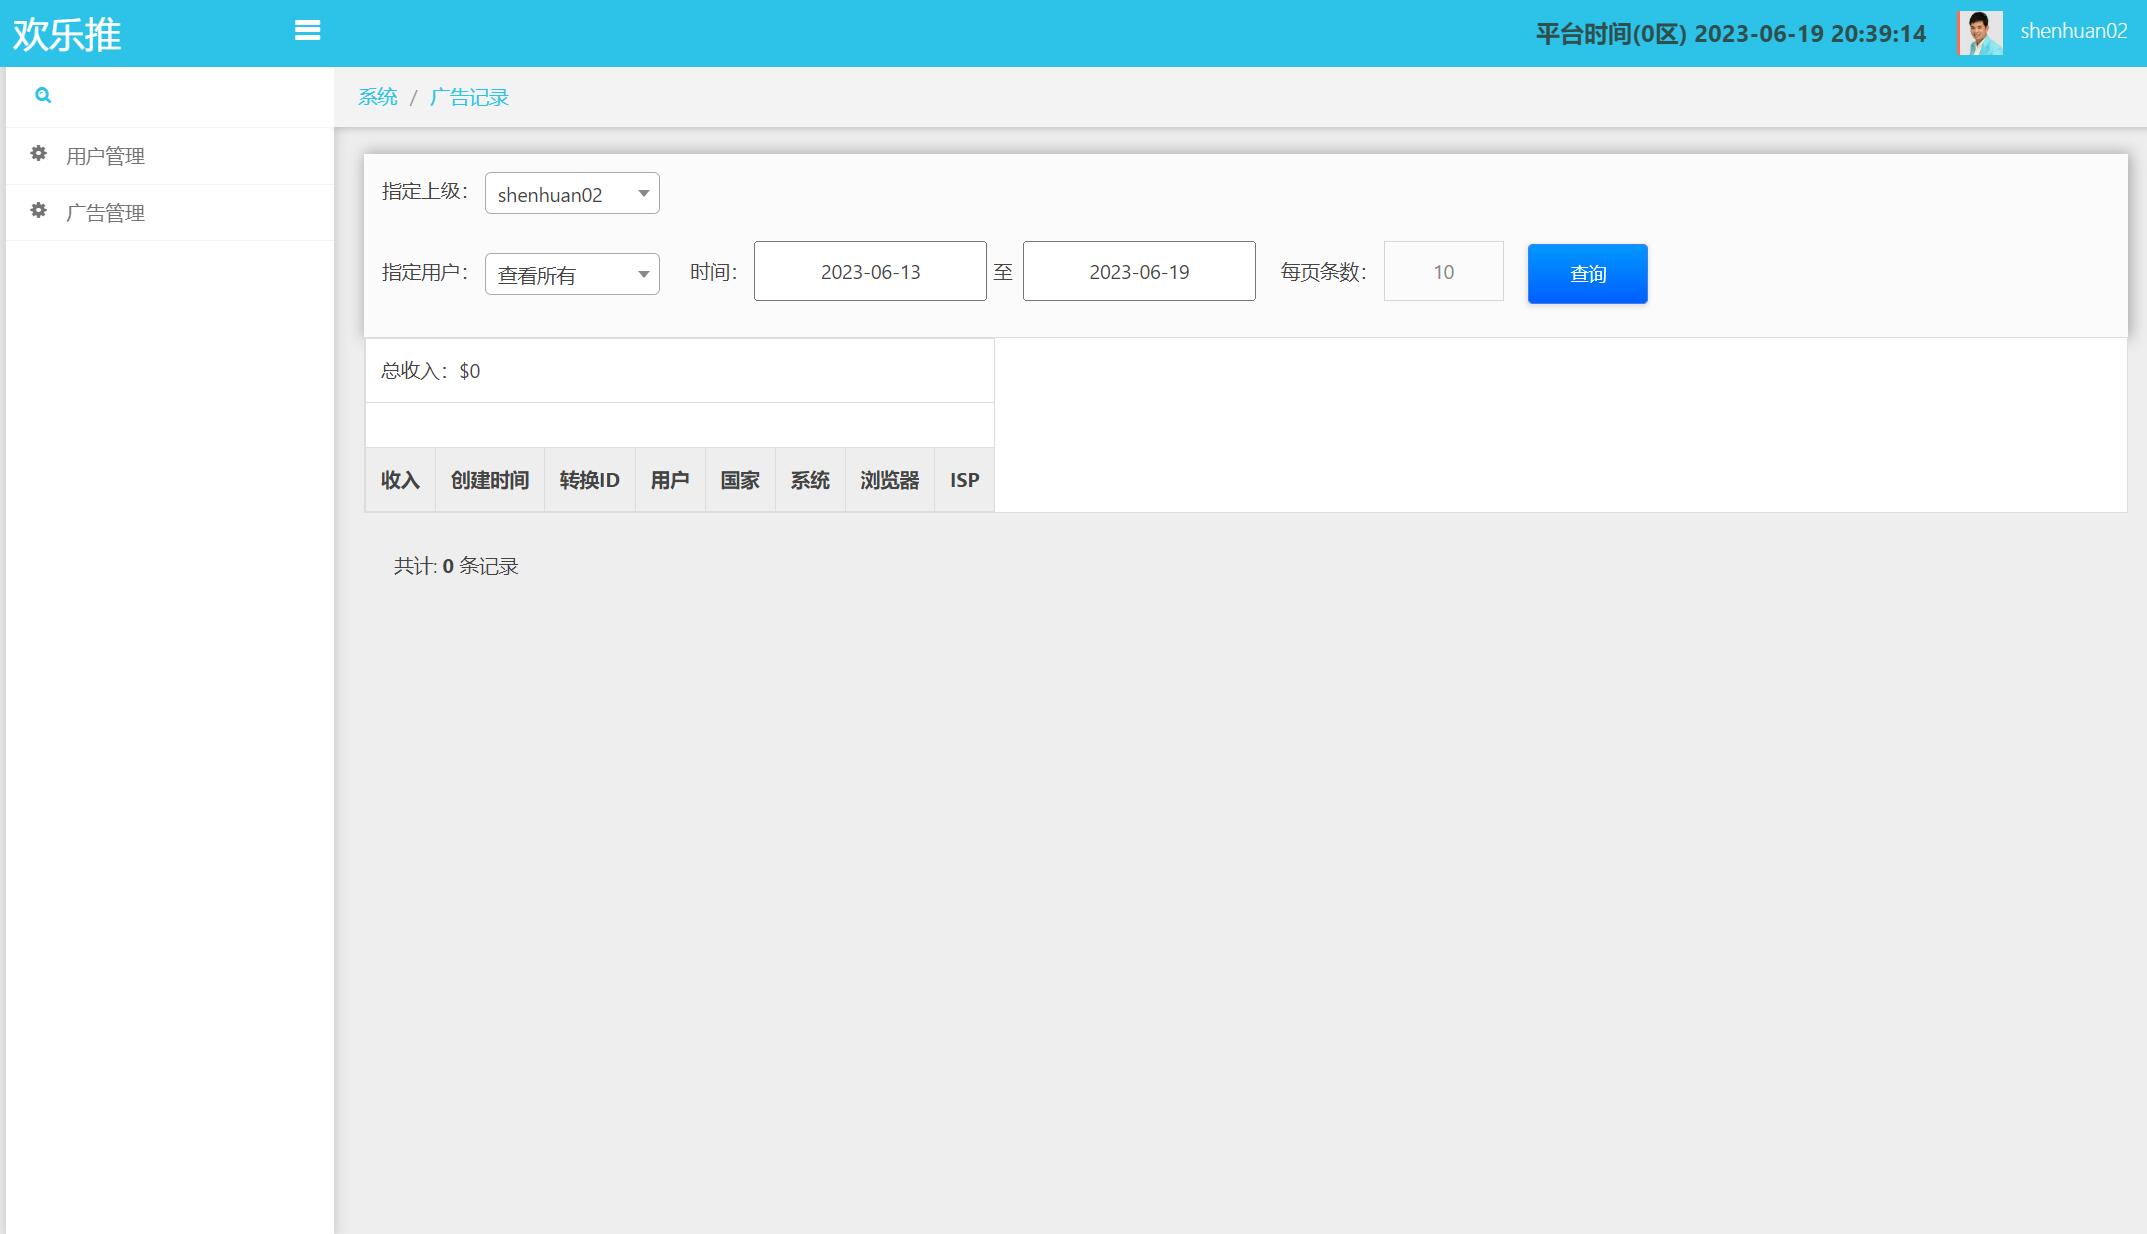 欢乐推
平台时间(0区) 2023-06-19 20:39:14
shenhuan02
系统 / 广告记录
用户管理
广告管理
指定上级： shenhuan02
指定用户： 查看所有 时间： 2023-06-13 至 2023-06-19 每页条数： 10 查询
总收入：$0
收入 创建时间 转换ID 用户 国家 系统 浏览器 ISP
共计: 0 条记录